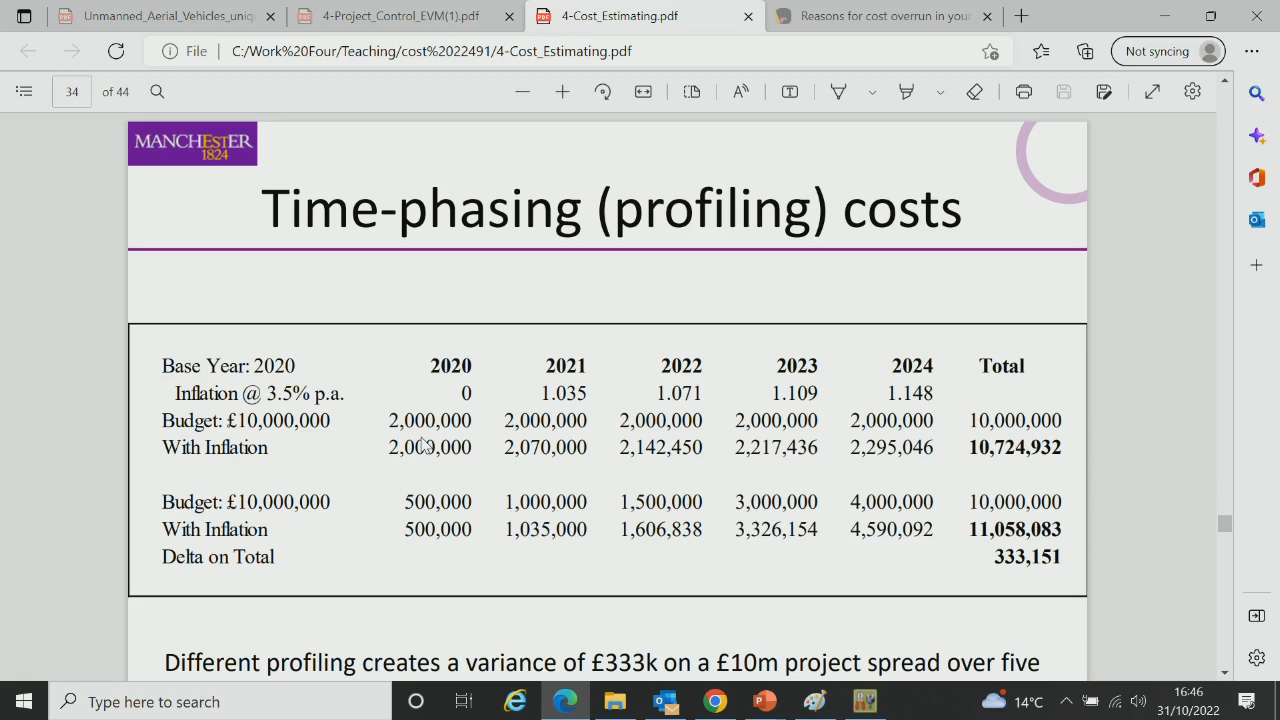 Unmanned_Aerial_Vehicles_uniq
4-Project_Control_EVM(1).pdf
4-Cost_Estimating.pdf
Reasons for cost overrun in your
File
C:/Work%20Four/Teaching/cost%2022491/4-Cost_Estimating.pdf
Not syncing
34 of 44
MANCHESTER
1824
Time-phasing (profiling) costs
Base Year: 2020 2020 2021 2022 2023 2024 Total
Inflation @ 3.5% p.a. 0 1.035 1.071 1.109 1.148
Budget: £10,000,000 2,000,000 2,000,000 2,000,000 2,000,000 2,000,000 10,000,000
With Inflation 2,000,000 2,070,000 2,142,450 2,217,436 2,295,046 10,724,932
Budget: £10,000,000 500,000 1,000,000 1,500,000 3,000,000 4,000,000 10,000,000
With Inflation 500,000 1,035,000 1,606,838 3,326,154 4,590,092 11,058,083
Delta on Total 333,151
Different profiling creates a variance of £333k on a £10m project spread over five
Type here to search
14°C
16:46
31/10/2022